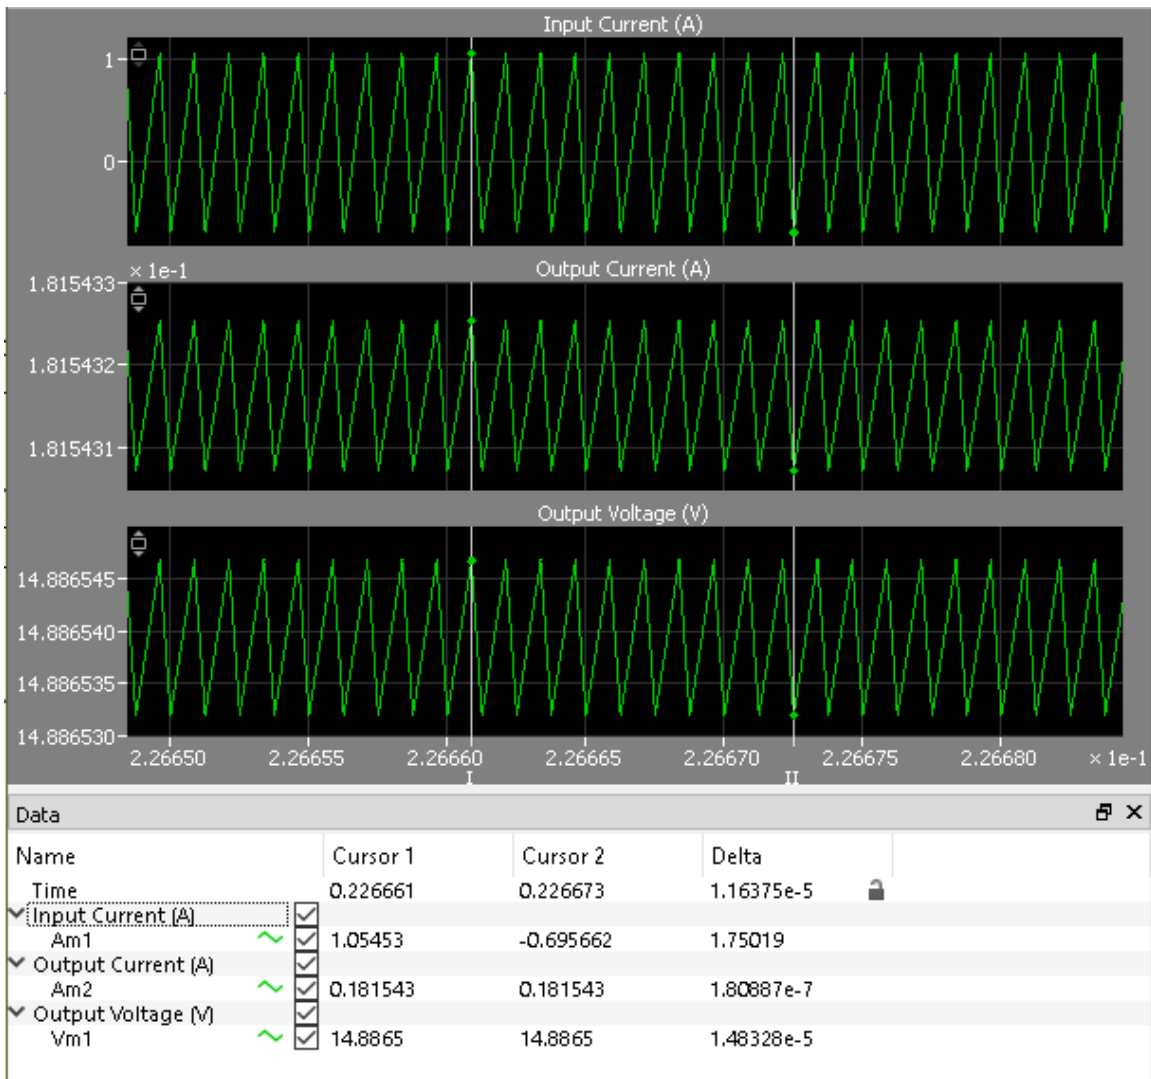 Input Current (A)
1
0
× 1e-1
Output Current (A)
1.815433
1.815432
1.815431
Output Voltage (V)
14.886545
14.886540
14.886535
14.886530
2.26650 2.26655 2.26660 2.26665 2.26670 2.26675 2.26680 × 1e-1
I II
Data
Name Cursor 1 Cursor 2 Delta
Time 0.226661 0.226673 1.16375e-5
Input Current (A)
Am1 1.05453 -0.695662 1.75019
Output Current (A)
Am2 0.181543 0.181543 1.80887e-7
Output Voltage (V)
Vm1 14.8865 14.8865 1.48328e-5